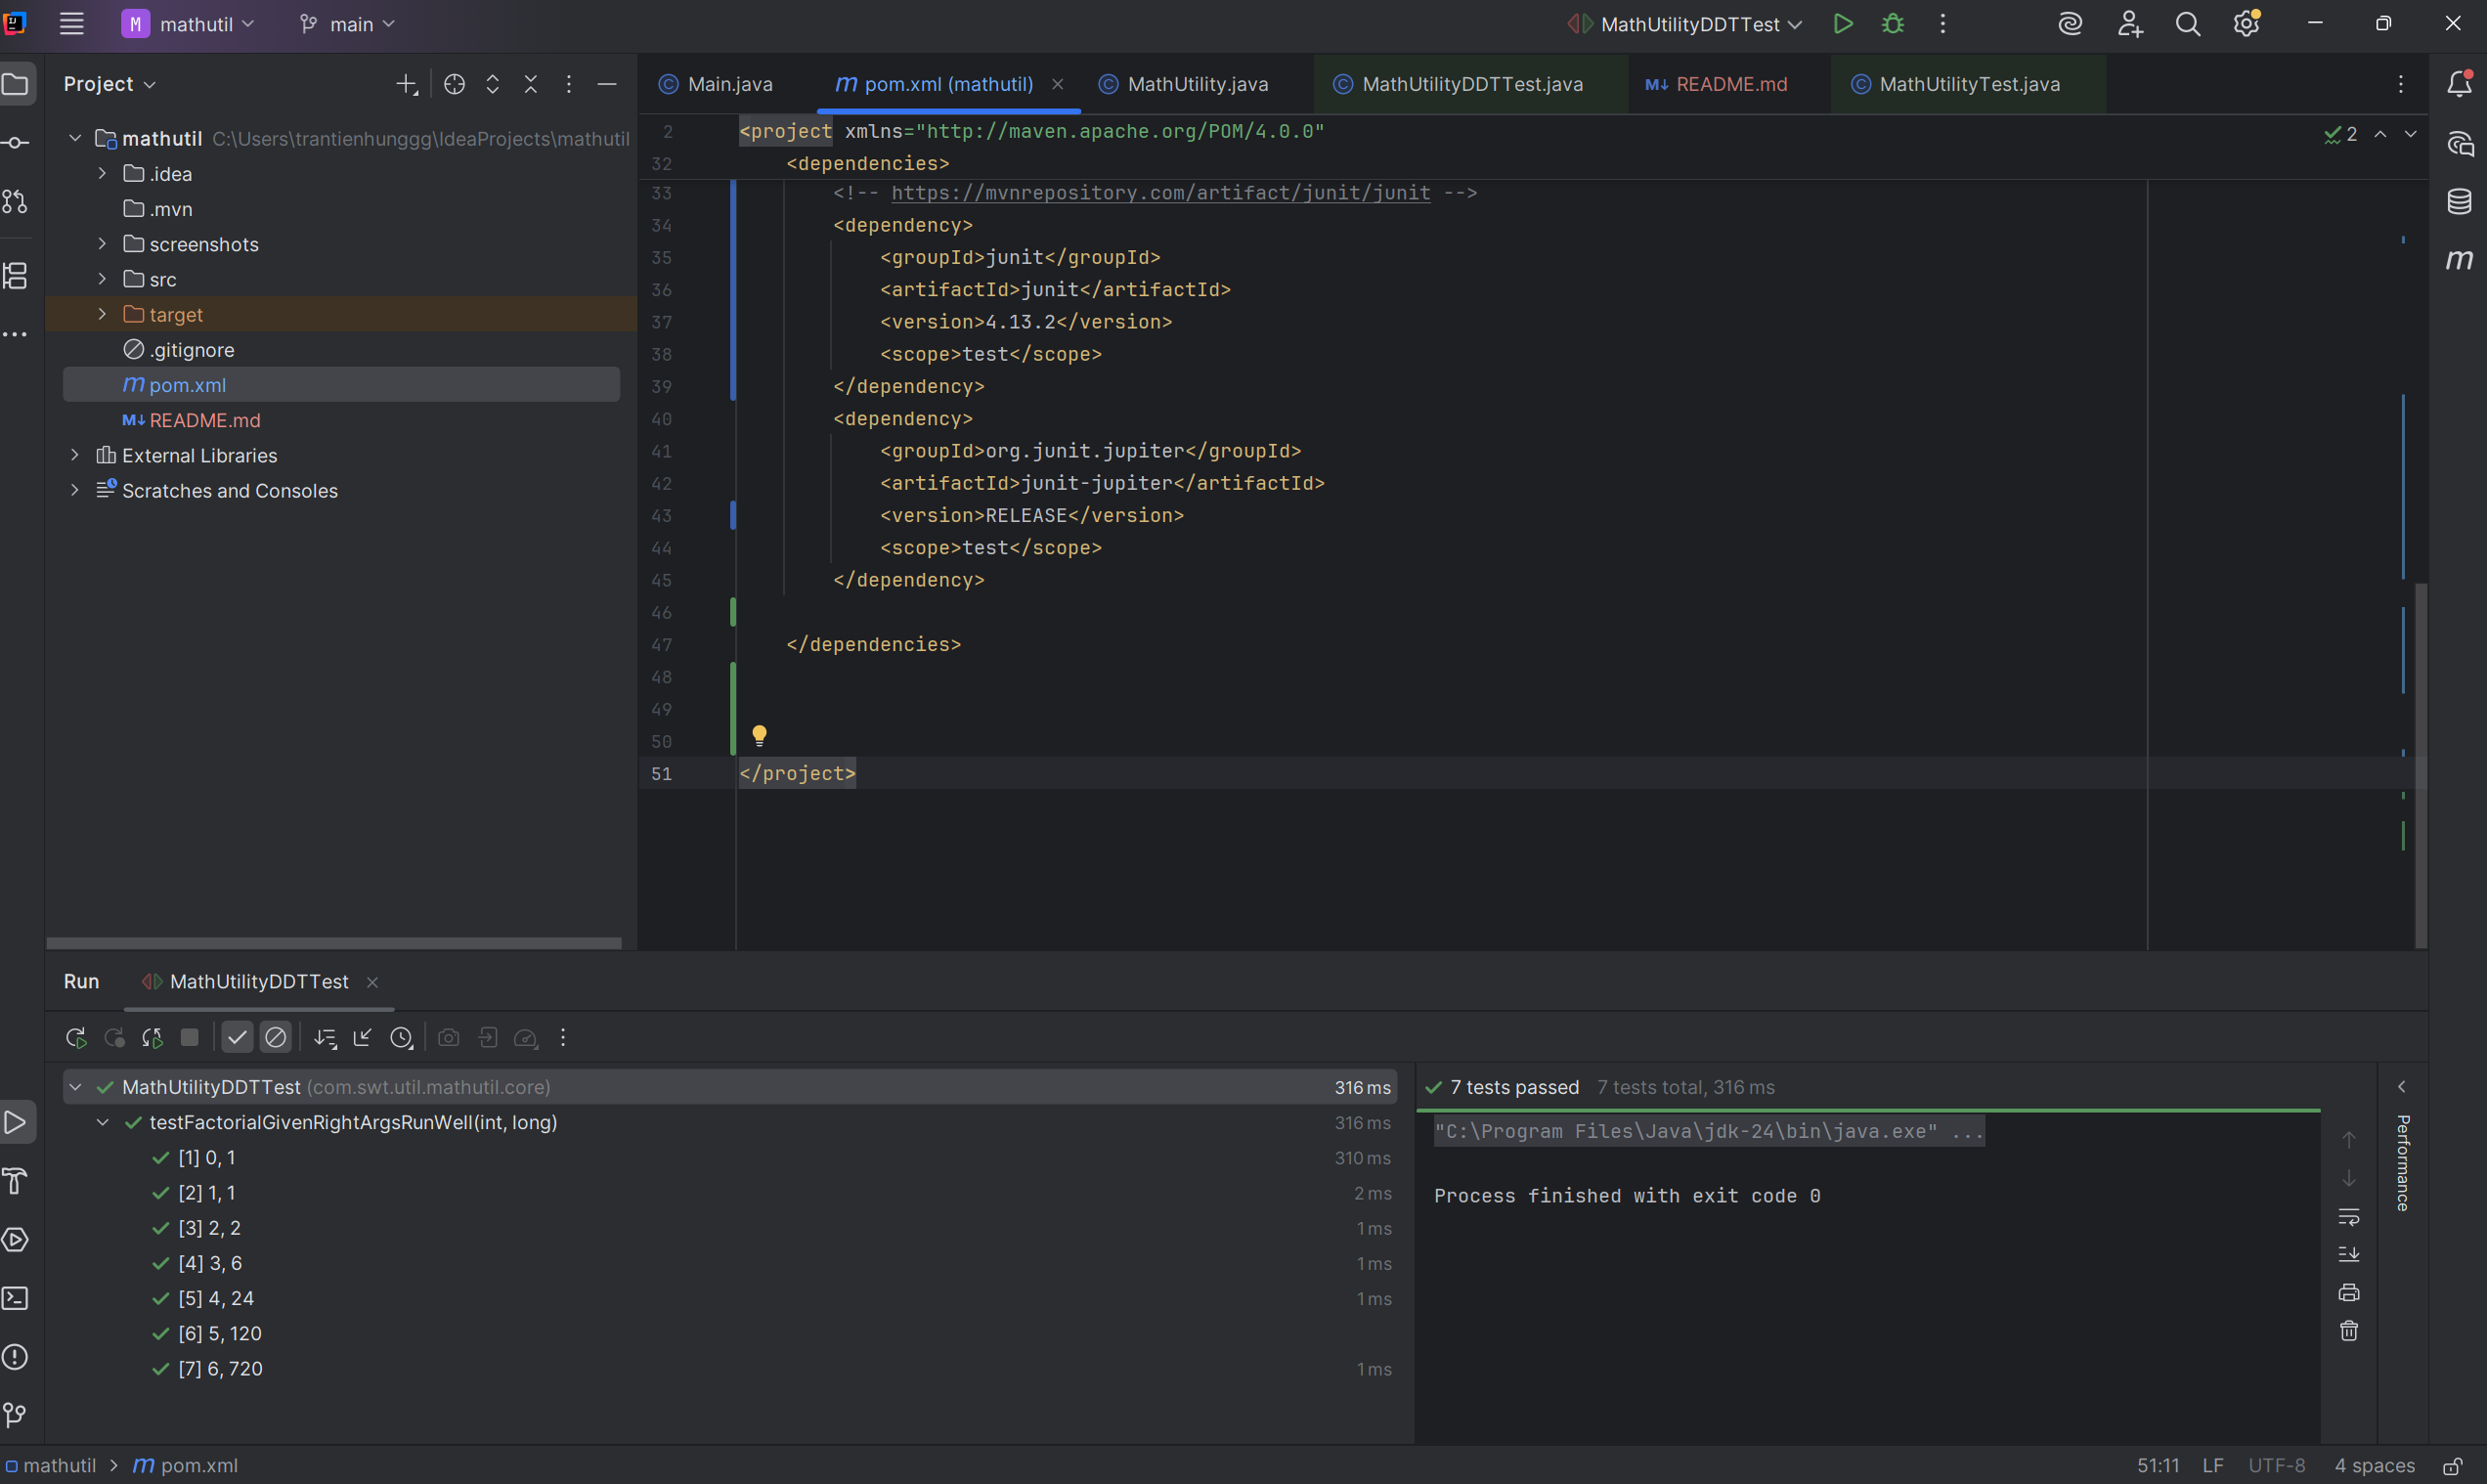 M mathutil
main
MathUtilityDDTTest
Project
Main.java
pom.xml (mathutil)
MathUtility.java
MathUtilityDDTTest.java
README.md
MathUtilityTest.java
mathutil C:\Users\trantienhunggg\IdeaProjects\mathutil
.idea
.mvn
screenshots
src
target
.gitignore
pom.xml
README.md
External Libraries
Scratches and Consoles
2 <project xmlns="http://maven.apache.org/POM/4.0.0"
2
32 <dependencies>
33 <!-- https://mvnrepository.com/artifact/junit/junit -->
34 <dependency>
35 <groupId>junit</groupId>
36 <artifactId>junit</artifactId>
37 <version>4.13.2</version>
38 <scope>test</scope>
39 </dependency>
40 <dependency>
41 <groupId>org.junit.jupiter</groupId>
42 <artifactId>junit-jupiter</artifactId>
43 <version>RELEASE</version>
44 <scope>test</scope>
45 </dependency>
46
47 </dependencies>
48
49
50
51 </project>
Run
MathUtilityDDTTest
MathUtilityDDTTest (com.swt.util.mathutil.core) 316 ms
testFactorialGivenRightArgsRunWell(int, long) 316 ms
[1] 0, 1 310 ms
[2] 1, 1 2 ms
[3] 2, 2 1 ms
[4] 3, 6 1 ms
[5] 4, 24 1 ms
[6] 5, 120
[7] 6, 720 1 ms
7 tests passed 7 tests total, 316 ms
"C:\Program Files\Java\jdk-24\bin\java.exe" ...
Process finished with exit code 0
Performance
mathutil > pom.xml
51:11 LF UTF-8 4 spaces